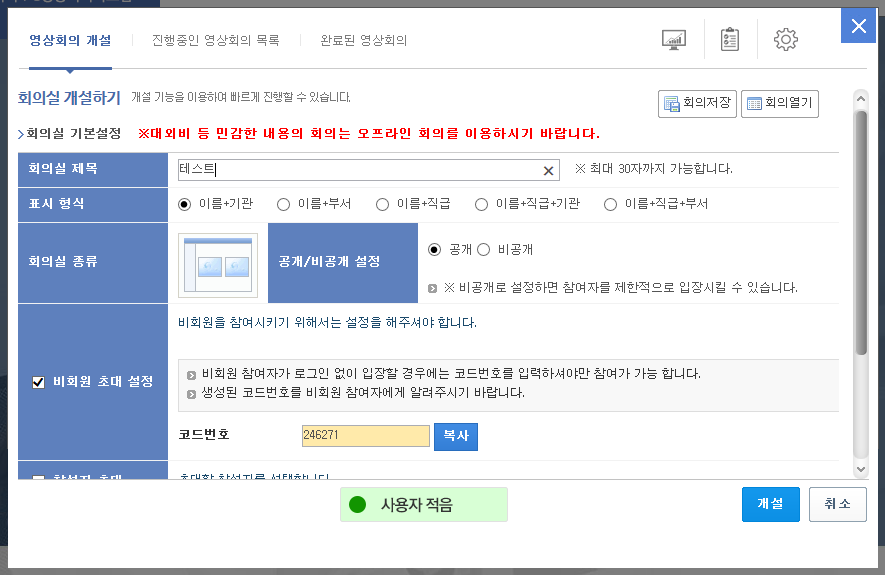 영상회의 개설 진행중인 영상회의 목록 완료된 영상회의
회의실 개설하기 개설 기능을 이용하여 빠르게 진행할 수 있습니다.
회의저장 회의열기
회의실 기본설정 ※대외비 등 민감한 내용의 회의는 오프라인 회의를 이용하시기 바랍니다.
회의실 제목 테스트 ※ 최대 30자까지 가능합니다.
표시 형식 이름+기관 이름+부서 이름+직급 이름+직급+기관 이름+직급+부서
회의실 종류 공개/비공개 설정 공개 비공개
※ 비공개로 설정하면 참여자를 제한적으로 입장시킬 수 있습니다.
비회원을 참여시키기 위해서는 설정을 해주셔야 합니다.
비회원 초대 설정
비회원 참여자가 로그인 없이 입장할 경우에는 코드번호를 입력하셔야만 참여가 가능 합니다.
생성된 코드번호를 비회원 참여자에게 알려주시기 바랍니다.
코드번호 246271 복사
사용자 적음
개설 취소